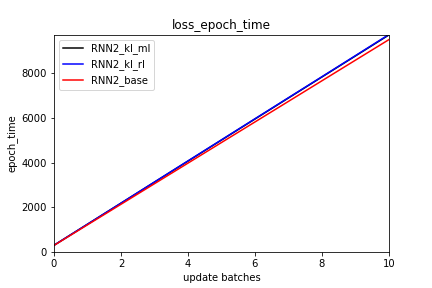 loss_epoch_time
RNN2_kl_ml
RNN2_kl_rl
RNN2_base
epoch_time
8000
6000
4000
2000
0
0 2 4 6 8 10
update batches